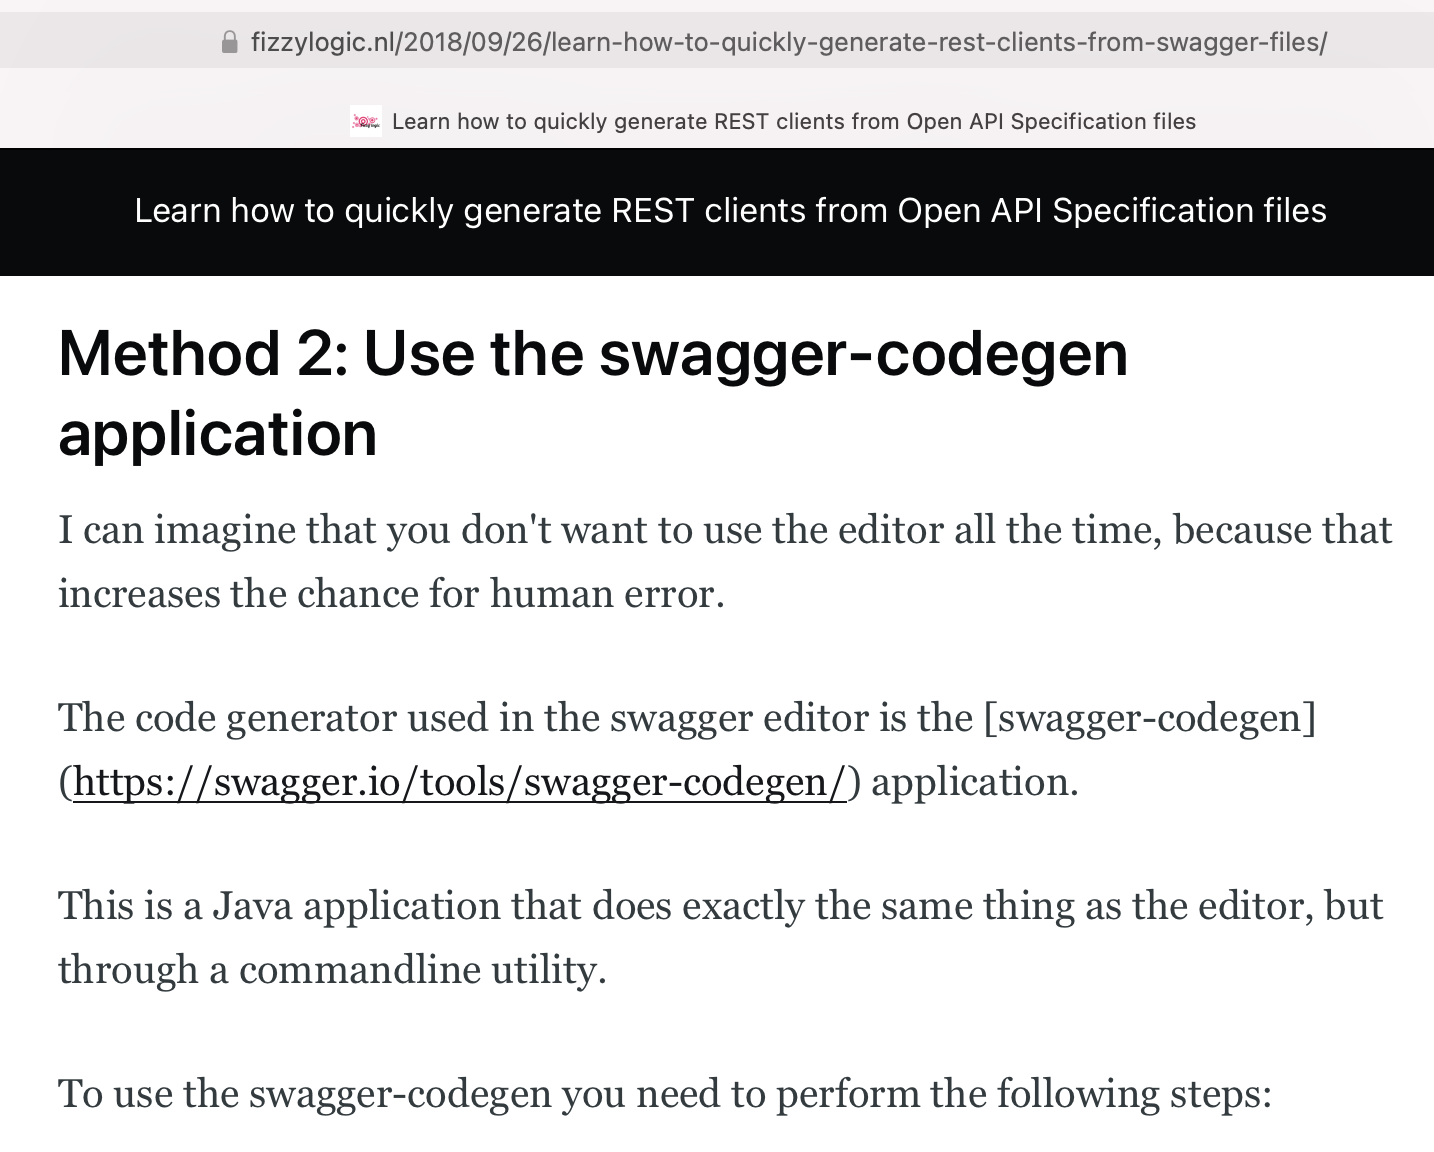 fizzylogic.nl/2018/09/26/learn-how-to-quickly-generate-rest-clients-from-swagger-files/
Learn how to quickly generate REST clients from Open API Specification files
Learn how to quickly generate REST clients from Open API Specification files
Method 2: Use the swagger-codegen
application
I can imagine that you don't want to use the editor all the time, because that
increases the chance for human error.
The code generator used in the swagger editor is the [swagger-codegen]
(https://swagger.io/tools/swagger-codegen/) application.
This is a Java application that does exactly the same thing as the editor, but
through a commandline utility.
To use the swagger-codegen you need to perform the following steps: